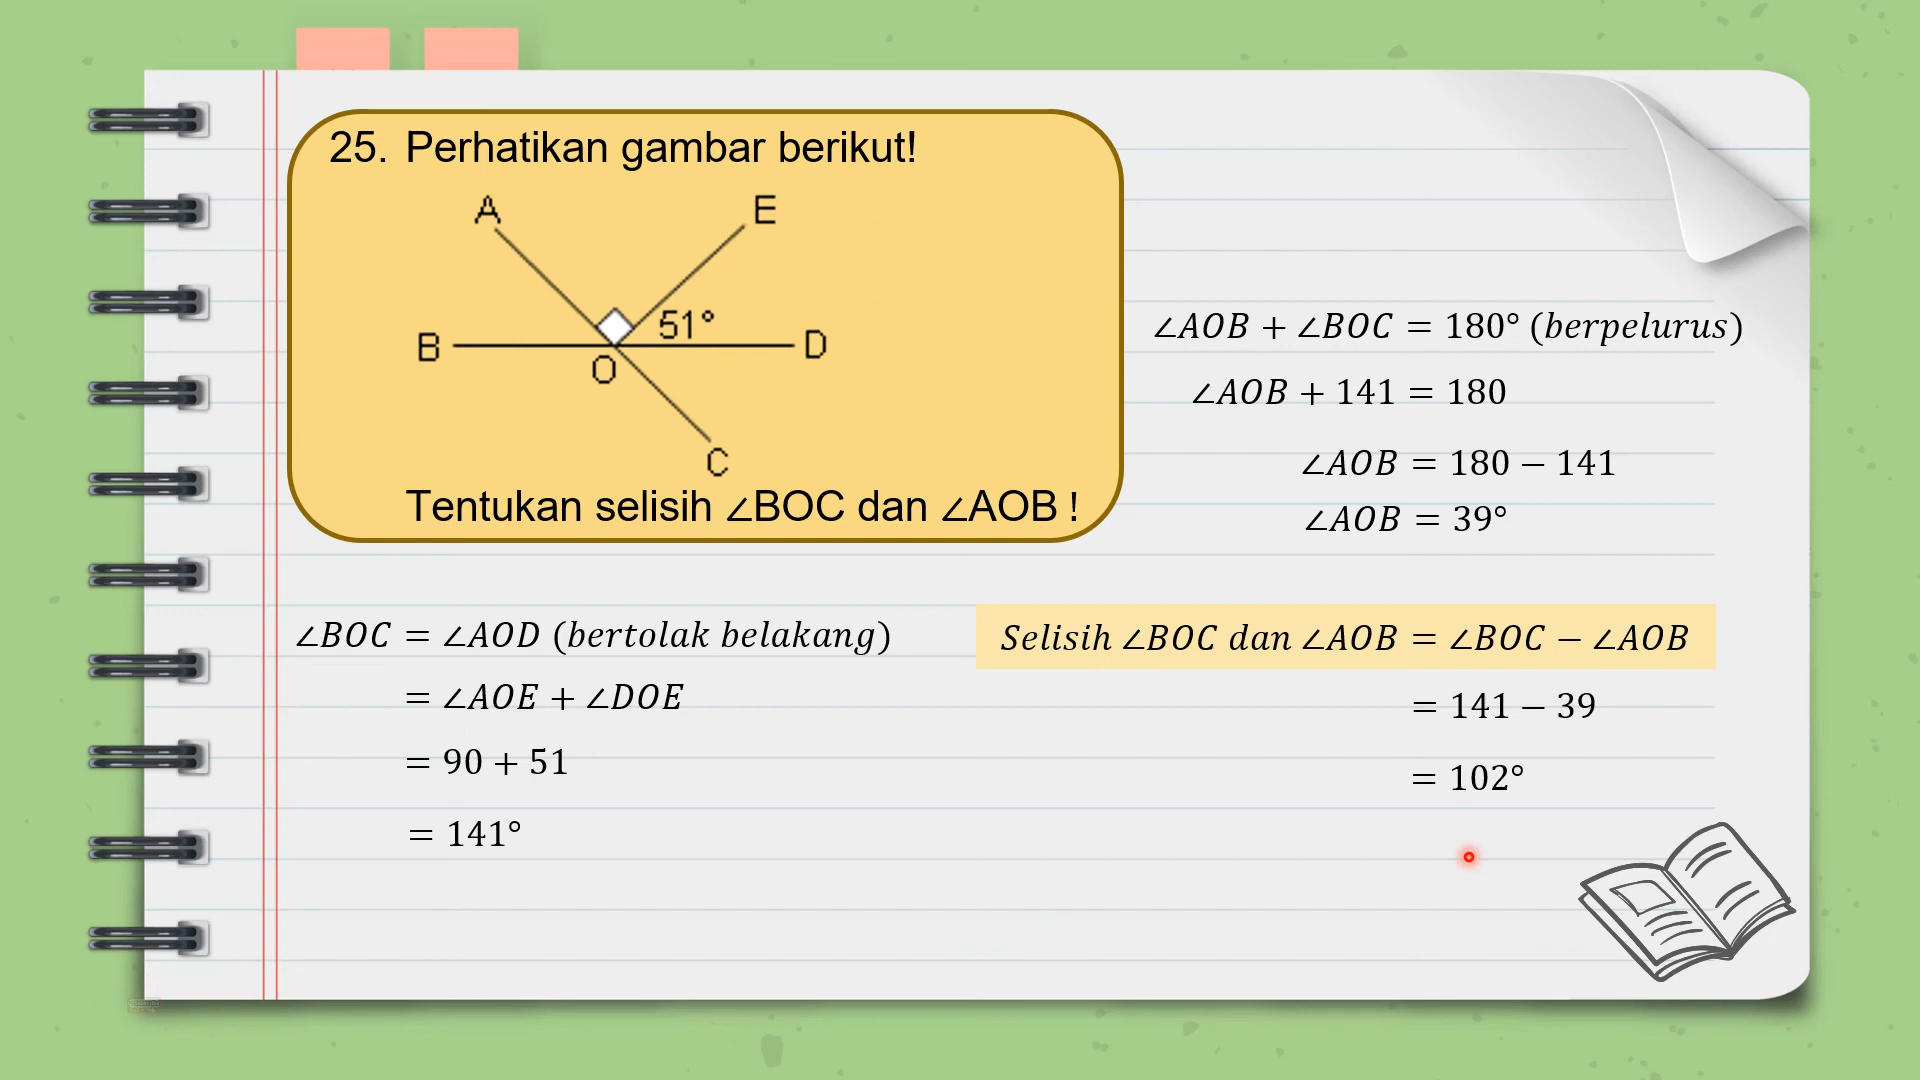 25. Perhatikan gambar berikut!
A
E
51°
B
D
O
C
Tentukan selisih ∠BOC dan ∠AOB !
∠AOB + ∠BOC = 180° (berpelurus)
∠AOB + 141 = 180
∠AOB = 180 − 141
∠AOB = 39°
∠BOC = ∠AOD (bertolak belakang)
= ∠AOE + ∠DOE
= 90 + 51
= 141°
Selisih ∠BOC dan ∠AOB = ∠BOC − ∠AOB
= 141 − 39
= 102°